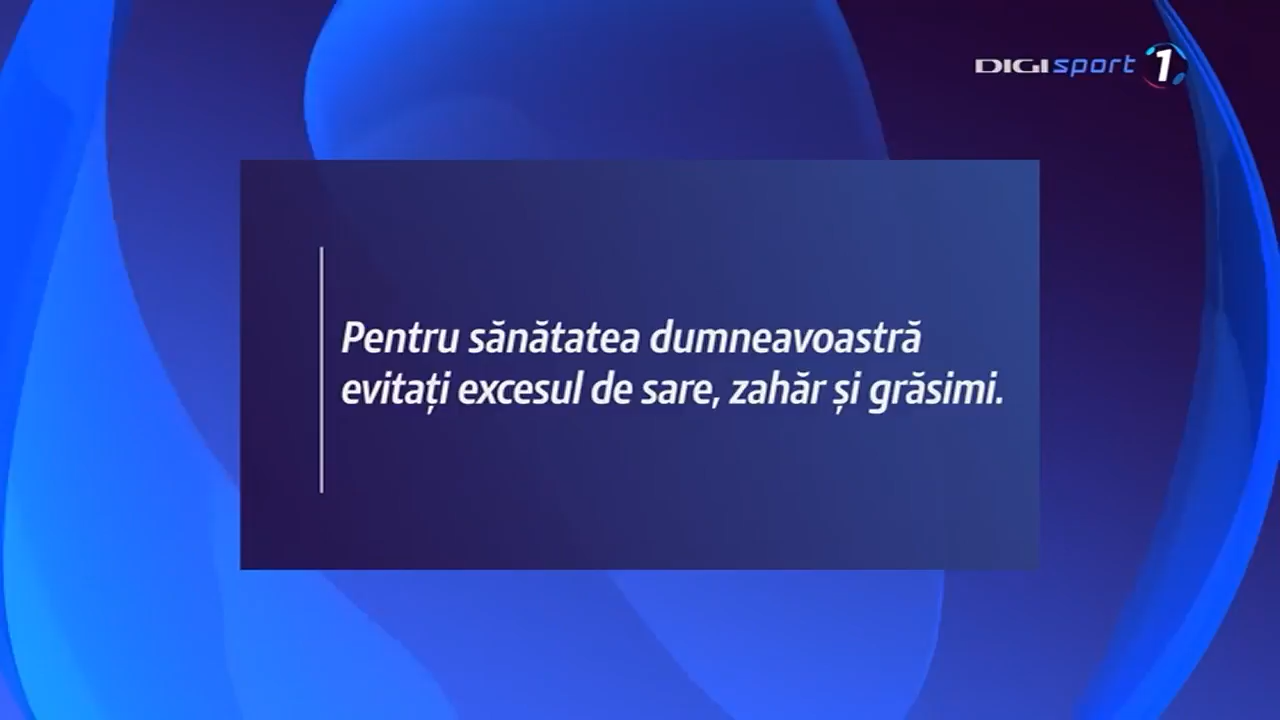 DIGI sport 1
Pentru sănătatea dumneavoastră
evitați excesul de sare, zahăr și grăsimi.